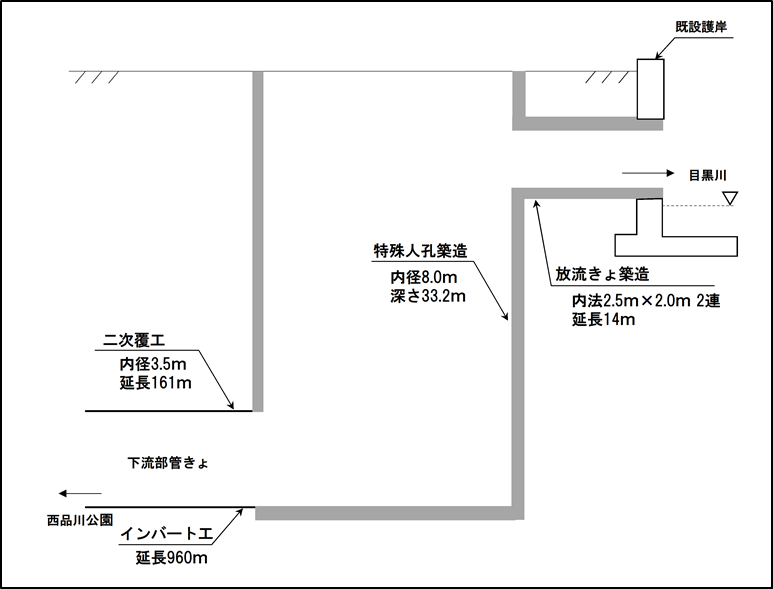 既設護岸
目黒川
特殊人孔築造
内径8.0m
深さ33.2m
放流きょ築造
内法2.5m×2.0m 2連
延長14m
二次覆工
内径3.5m
延長161m
下流部管きょ
西品川公園
インバート工
延長960m